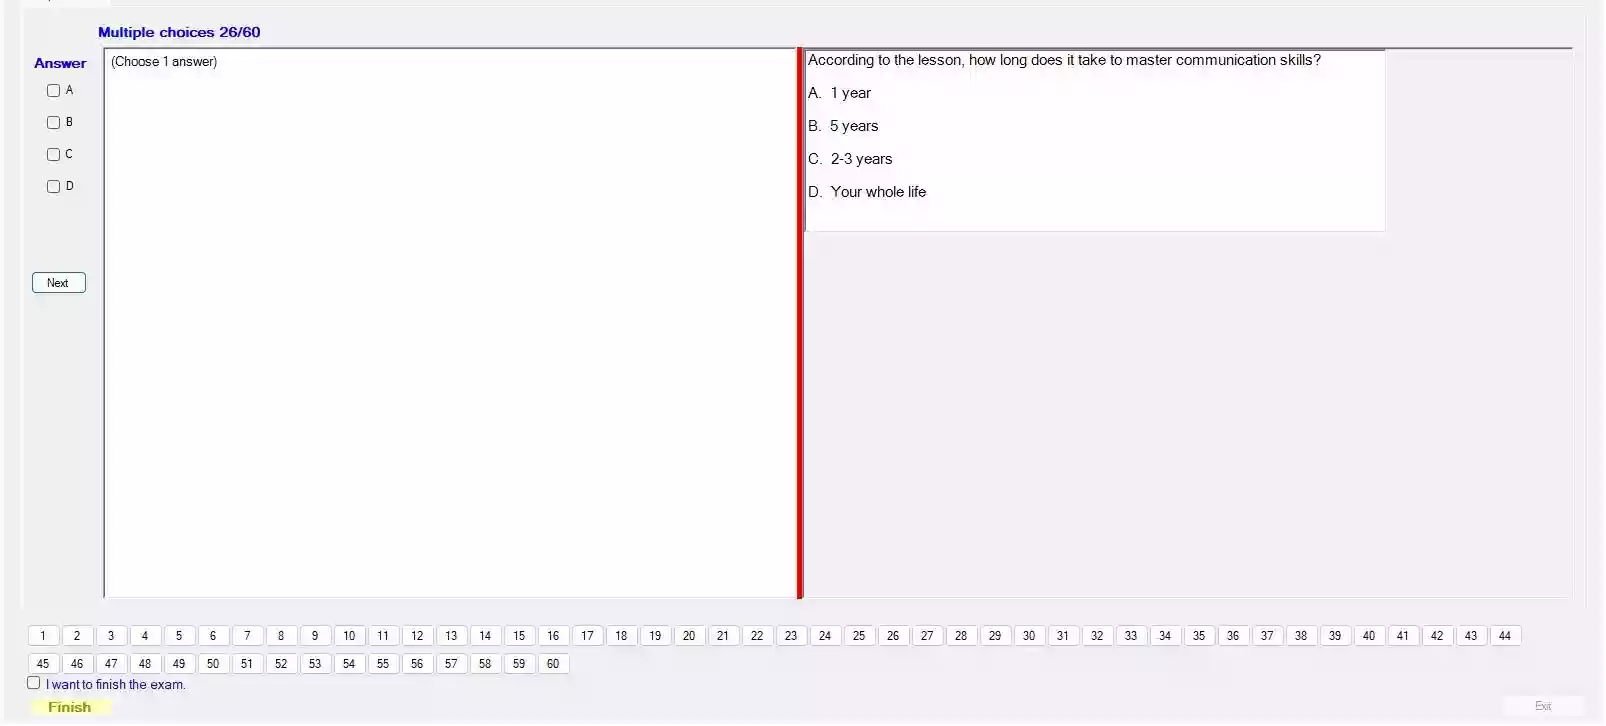 Multiple choices 26/60
Answer
(Choose 1 answer)
A
B
C
D
Next
According to the lesson, how long does it take to master communication skills?
A. 1 year
B. 5 years
C. 2-3 years
D. Your whole life
1 2 3 4 5 6 7 8 9 10 11 12 13 14 15 16 17 18 19 20 21 22 23 24 25 26 27 28 29 30 31 32 33 34 35 36 37 38 39 40 41 42 43 44
45 46 47 48 49 50 51 52 53 54 55 56 57 58 59 60
I want to finish the exam.
Finish
Exit